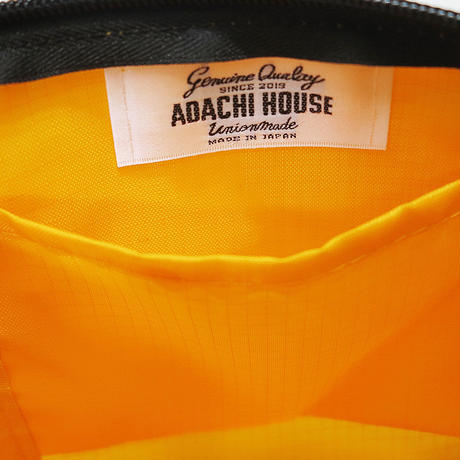 Genuine Quality
SINCE 2019
ADACHI HOUSE
Unionmade
MADE IN JAPAN